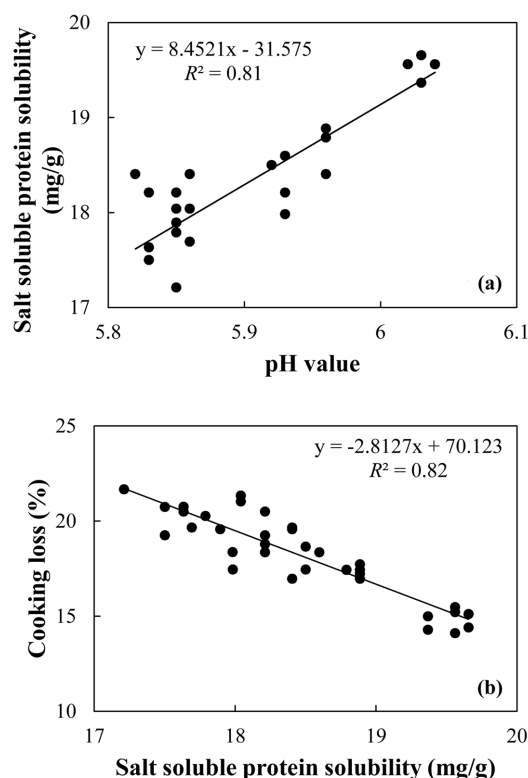 y = 8.4521x - 31.575
R² = 0.81
Salt soluble protein solubility
(mg/g)
20
19
18
17
5.8
5.9
6
6.1
(a)
pH value
y = -2.8127x + 70.123
R² = 0.82
Cooking loss (%)
25
20
15
10
17
18
19
20
(b)
Salt soluble protein solubility (mg/g)